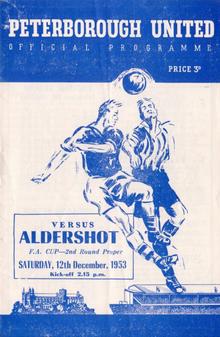 PETERBOROUGH UNITED
OFFICIAL PROGRAMME
PRICE 3ᴰ
VERSUS
ALDERSHOT
F.A. CUP—2nd Round Proper
SATURDAY, 12th December, 1953
Kick-off 2.15 p.m.